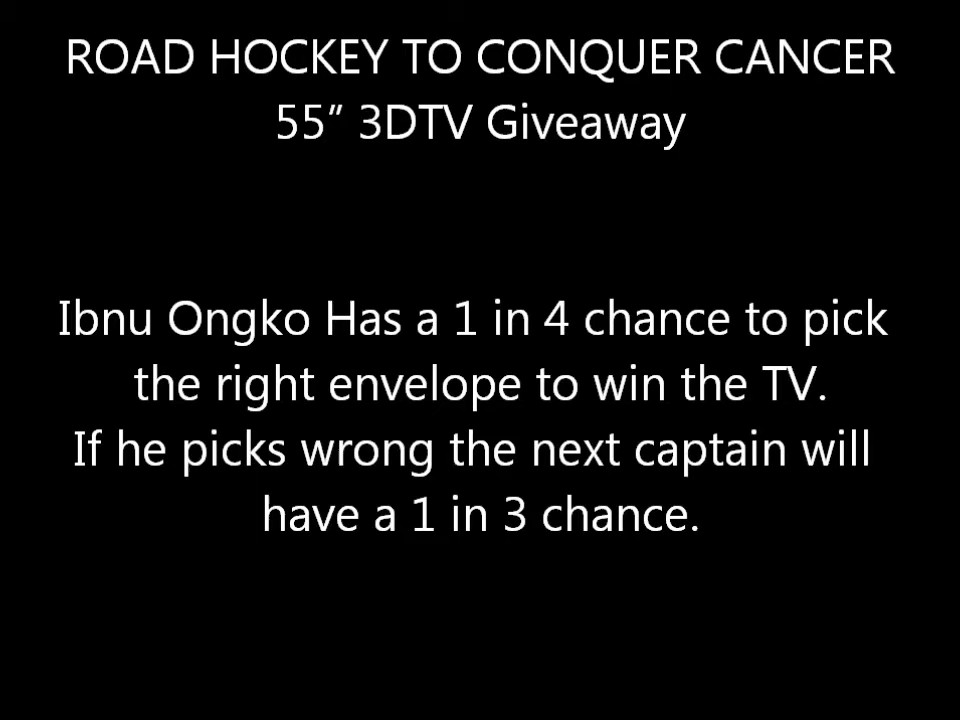 ROAD HOCKEY TO CONQUER CANCER
55” 3DTV Giveaway
Ibnu Ongko Has a 1 in 4 chance to pick
the right envelope to win the TV.
If he picks wrong the next captain will
have a 1 in 3 chance.